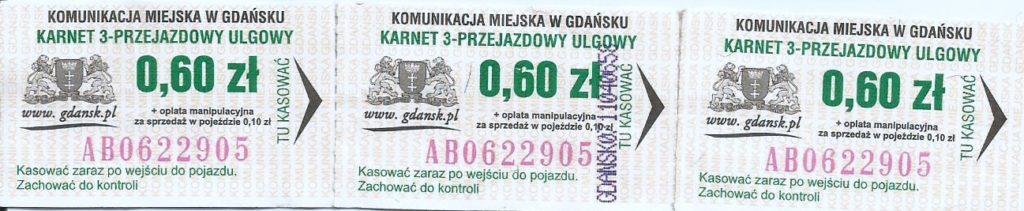 KOMUNIKACJA MIEJSKA W GDAŃSKU
KARNET 3-PRZEJAZDOWY ULGOWY
0,60 zł
www. gdansk.pl
+ opłata manipulacyjna
za sprzedaż w pojeździe 0,10 zł
TU KASOWAĆ
AB0622905
Kasować zaraz po wejściu do pojazdu.
Zachować do kontroli
KOMUNIKACJA MIEJSKA W GDAŃSKU
KARNET 3-PRZEJAZDOWY ULGOWY
0,60 zł
www. gdansk.pl
+ opłata manipulacyjna
za sprzedaż w pojeździe 0,10 zł
TU KASOWAĆ
AB0622905
Kasować zaraz po wejściu do pojazdu.
Zachować do kontroli
KOMUNIKACJA MIEJSKA W GDAŃSKU
KARNET 3-PRZEJAZDOWY ULGOWY
0,60 zł
www. gdansk.pl
+ opłata manipulacyjna
za sprzedaż w pojeździe 0,10 zł
TU KASOWAĆ
AB0622905
Kasować zaraz po wejściu do pojazdu.
Zachować do kontroli